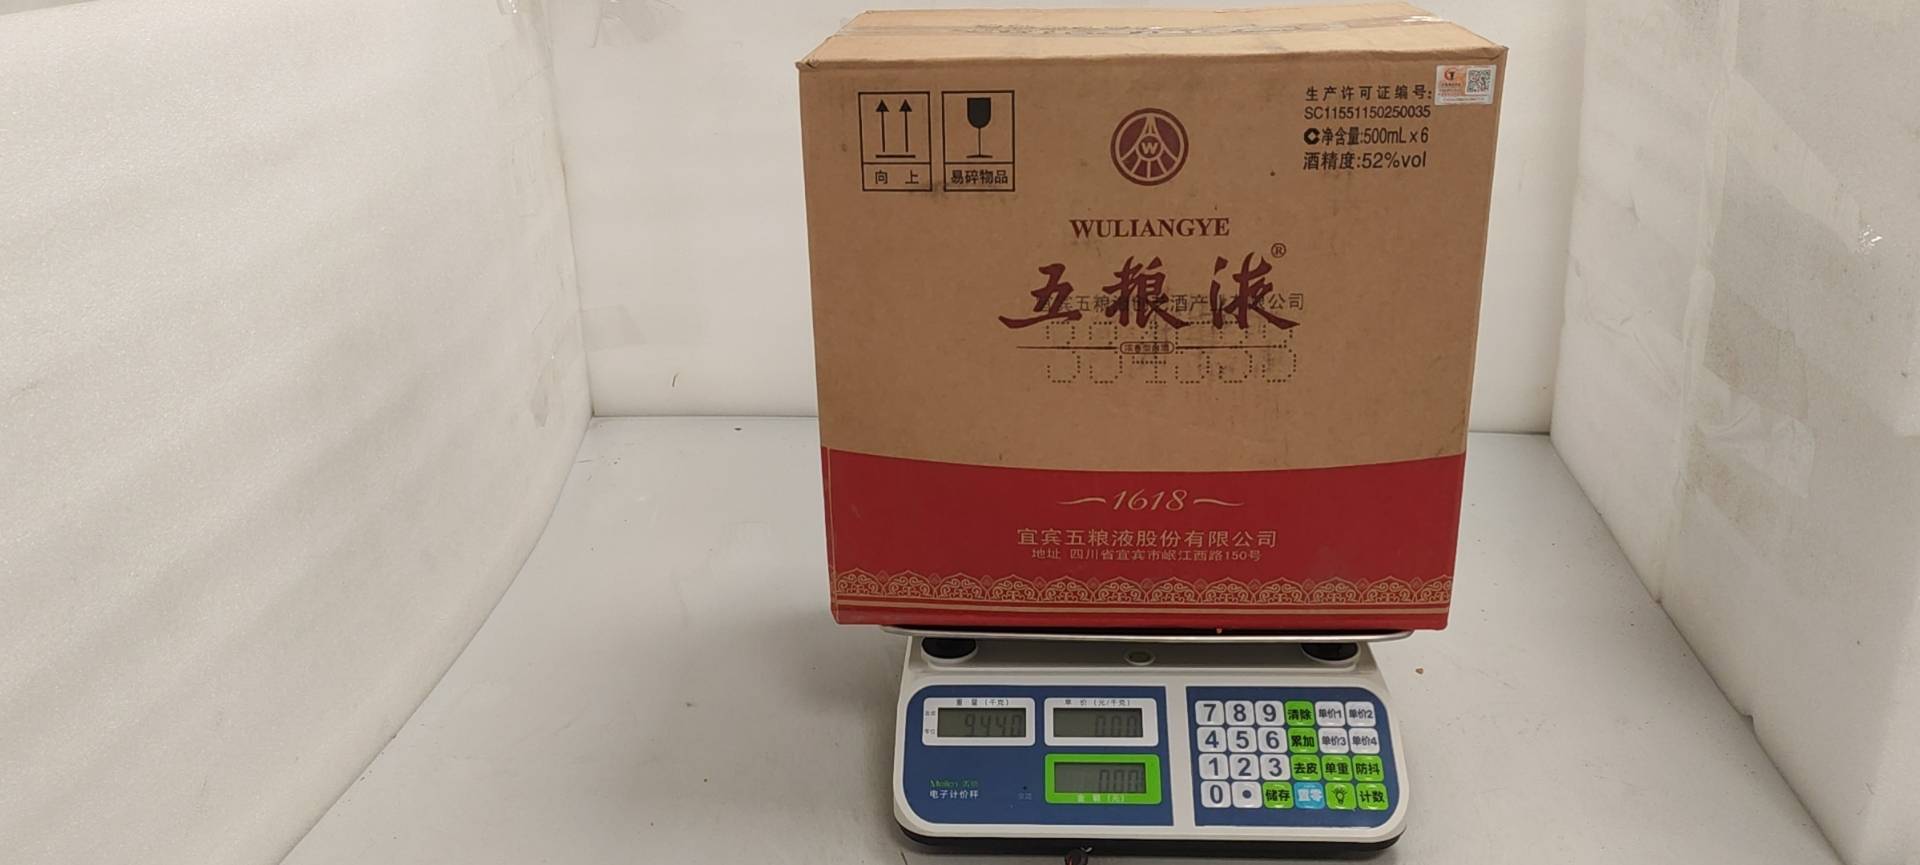 生产许可证编号:
SC11551150250035
净含量:500mL x 6
酒精度:52%vol
向 上
易碎物品
W
WULIANGYE
五粮液®
1618
宜宾五粮液股份有限公司
地址 四川省宜宾市岷江西路150号
重 量 (千克)
单 价 (元/千克)
9.440
0.00
0.00
金 额 (元)
电子计价秤
7 8 9 清除 单价1 单价2
4 5 6 累加 单价3 单价4
1 2 3 去皮 单重 防抖
0 • 储存 置零 计数